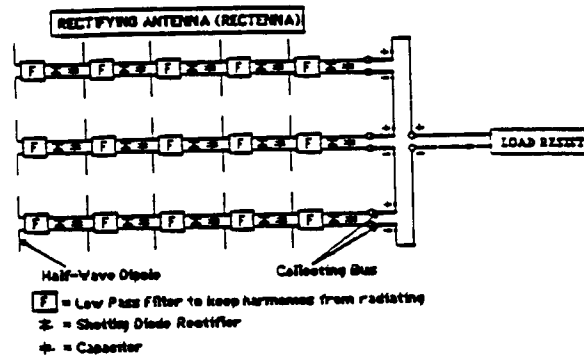 RECTIFYING ANTENNA (RECTENNA)
F F F F F
F F F F F
LOAD RESIST
F F F F F
Half-Wave Dipole
Collecting Bus
F = Low Pass Filter to keep harmonics from radiating
= Shotting Diode Rectifier
= Capacitor